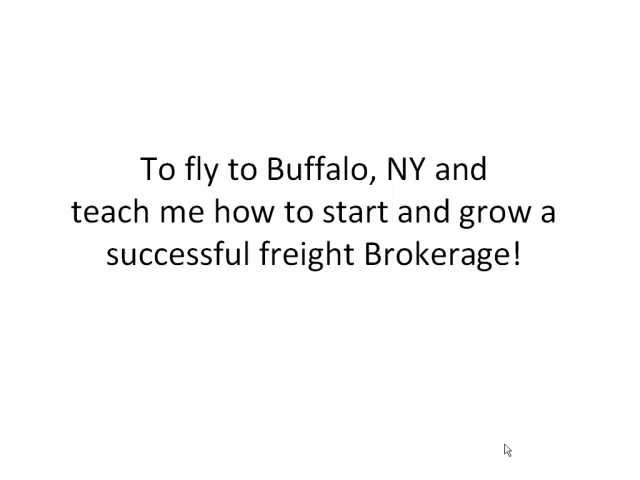 To fly to Buffalo, NY and
teach me how to start and grow a
successful freight Brokerage!